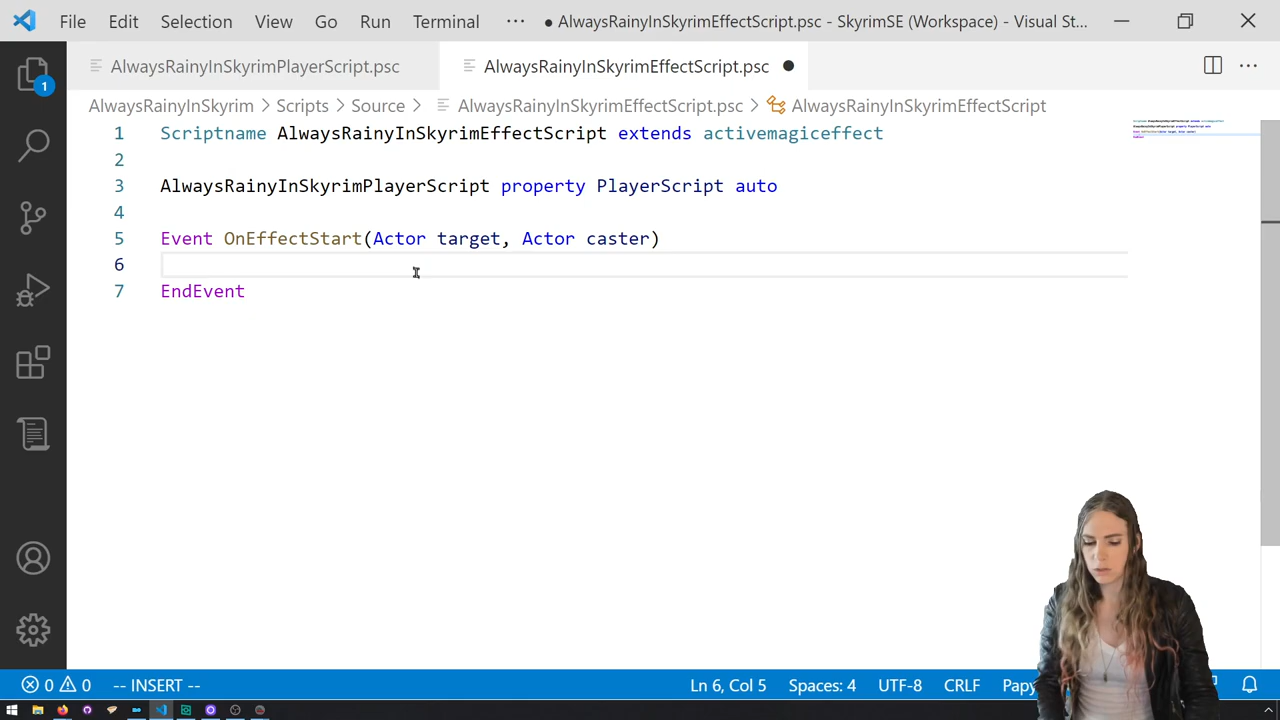 File Edit Selection View Go Run Terminal ··· ● AlwaysRainyInSkyrimEffectScript.psc - SkyrimSE (Workspace) - Visual St...
AlwaysRainyInSkyrimPlayerScript.psc AlwaysRainyInSkyrimEffectScript.psc ●
AlwaysRainyInSkyrim > Scripts > Source > AlwaysRainyInSkyrimEffectScript.psc > AlwaysRainyInSkyrimEffectScript
1 Scriptname AlwaysRainyInSkyrimEffectScript extends activemagiceffect
2
3 AlwaysRainyInSkyrimPlayerScript property PlayerScript auto
4
5 Event OnEffectStart(Actor target, Actor caster)
6
7 EndEvent
1
0 0 -- INSERT -- Ln 6, Col 5 Spaces: 4 UTF-8 CRLF Papy